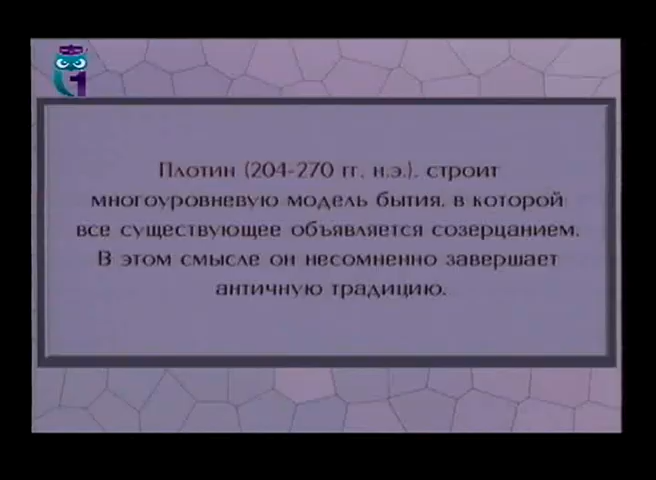 1
Плотин (204-270 гг. н.э.). строит
многоуровневую модель бытия, в которой
все существующее объявляется созерцанием.
В этом смысле он несомненно завершает
античную традицию.